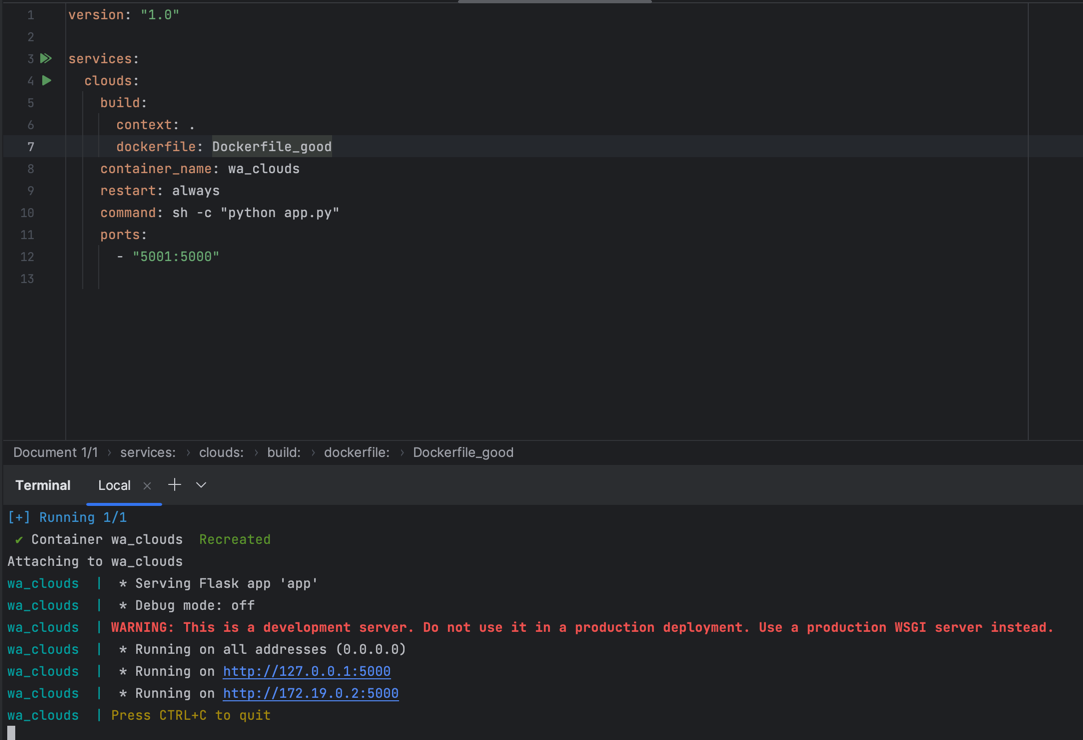 1 version: "1.0"
2
3 services:
4 clouds:
5 build:
6 context: .
7 dockerfile: Dockerfile_good
8 container_name: wa_clouds
9 restart: always
10 command: sh -c "python app.py"
11 ports:
12 - "5001:5000"
13
Document 1/1 › services: › clouds: › build: › dockerfile: › Dockerfile_good
Terminal Local × +
[+] Running 1/1
✔ Container wa_clouds Recreated
Attaching to wa_clouds
wa_clouds | * Serving Flask app 'app'
wa_clouds | * Debug mode: off
wa_clouds | WARNING: This is a development server. Do not use it in a production deployment. Use a production WSGI server instead.
wa_clouds | * Running on all addresses (0.0.0.0)
wa_clouds | * Running on http://127.0.0.1:5000
wa_clouds | * Running on http://172.19.0.2:5000
wa_clouds | Press CTRL+C to quit